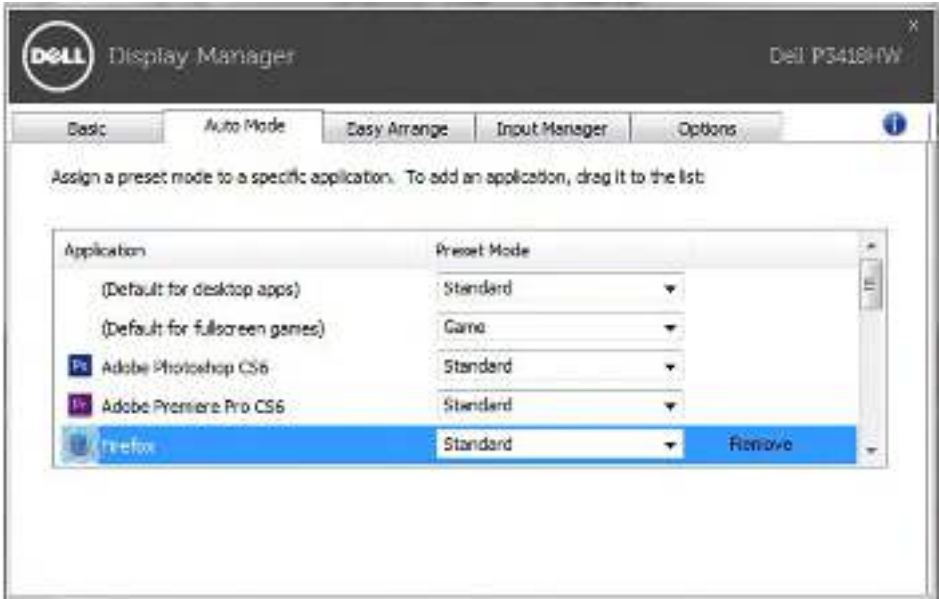 DELL Display Manager
X
Dell P3418HW
Basic Auto Mode Easy Arrange Input Manager Options
i
Assign a preset mode to a specific application. To add an application, drag it to the list:
Application Preset Mode
(Default for desktop apps) Standard
(Default for fullscreen games) Game
Ps Adobe Photoshop CS6 Standard
Pr Adobe Premiere Pro CS6 Standard
Firefox Standard Remove